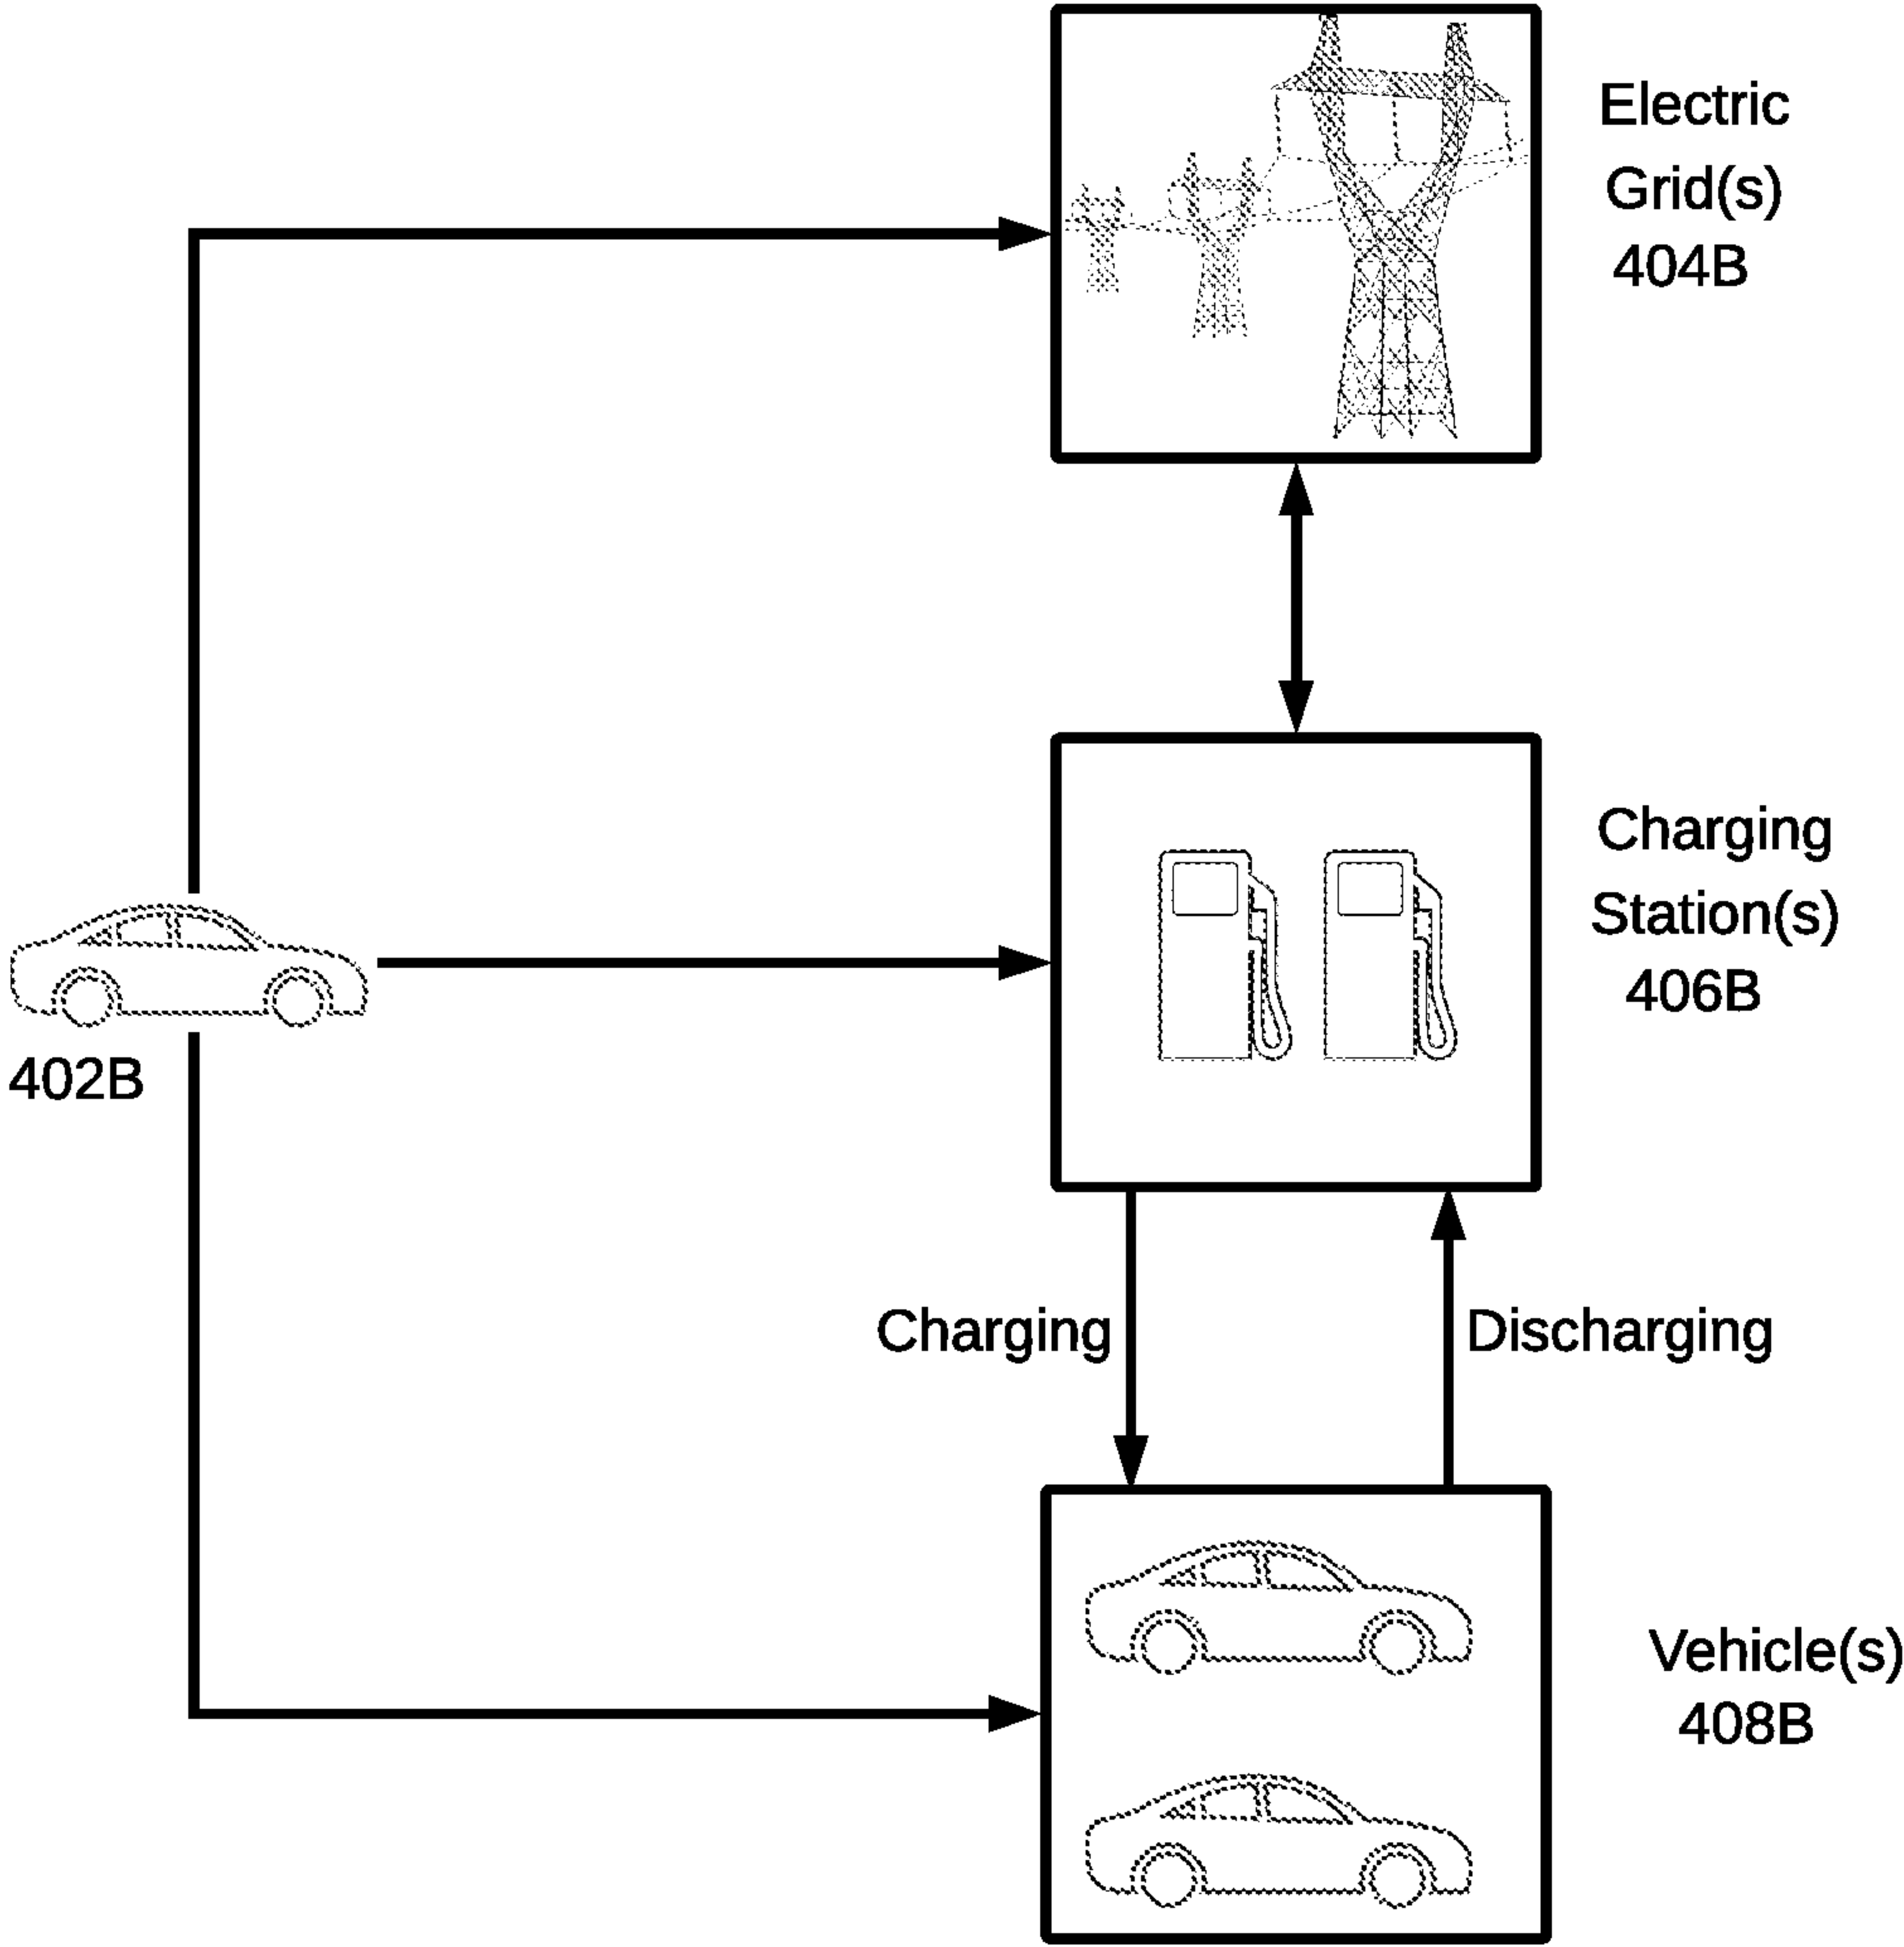 Electric
Grid(s)
404B
Charging
Station(s)
406B
402B
Charging
Discharging
Vehicle(s)
408B